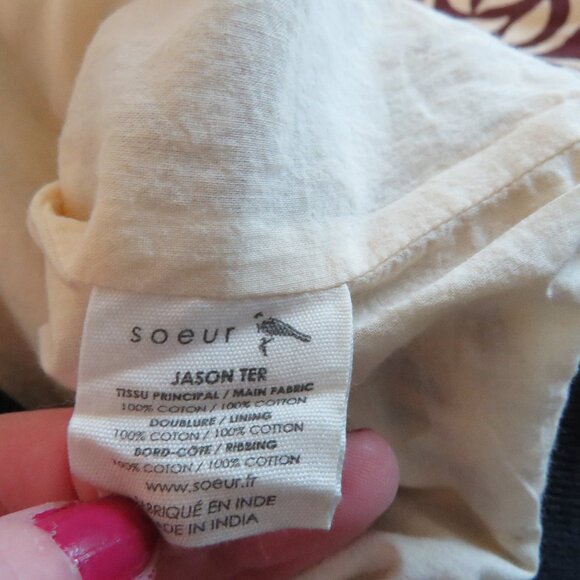 soeur
JASON TER
TISSU PRINCIPAL / MAIN FABRIC
100% COTON / 100% COTTON
DOUBLURE / LINING
100% COTON / 100% COTTON
BORD-CÔTE / RIBBING
100% COTON / 100% COTTON
www.soeur.fr
FABRIQUÉ EN INDE
MADE IN INDIA